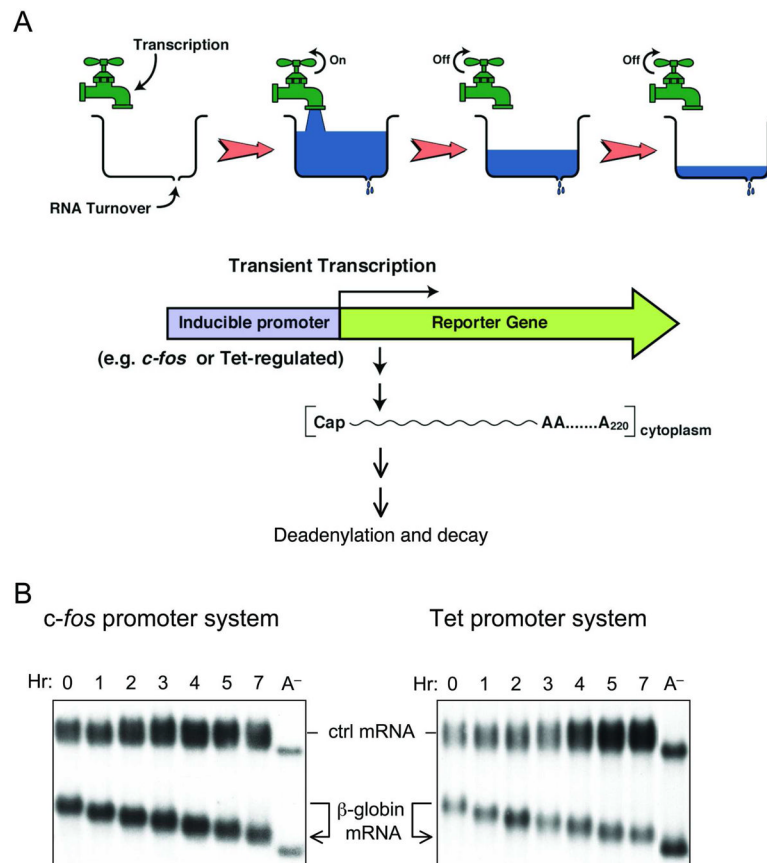 A
Transcription
On
Off
Off
RNA Turnover
Transient Transcription
Inducible promoter
Reporter Gene
(e.g. c-fos or Tet-regulated)
[Cap AA.......A220] cytoplasm
Deadenylation and decay
B
c-fos promoter system
Tet promoter system
Hr: 0 1 2 3 4 5 7 A⁻
Hr: 0 1 2 3 4 5 7 A⁻
ctrl mRNA
β-globin
mRNA